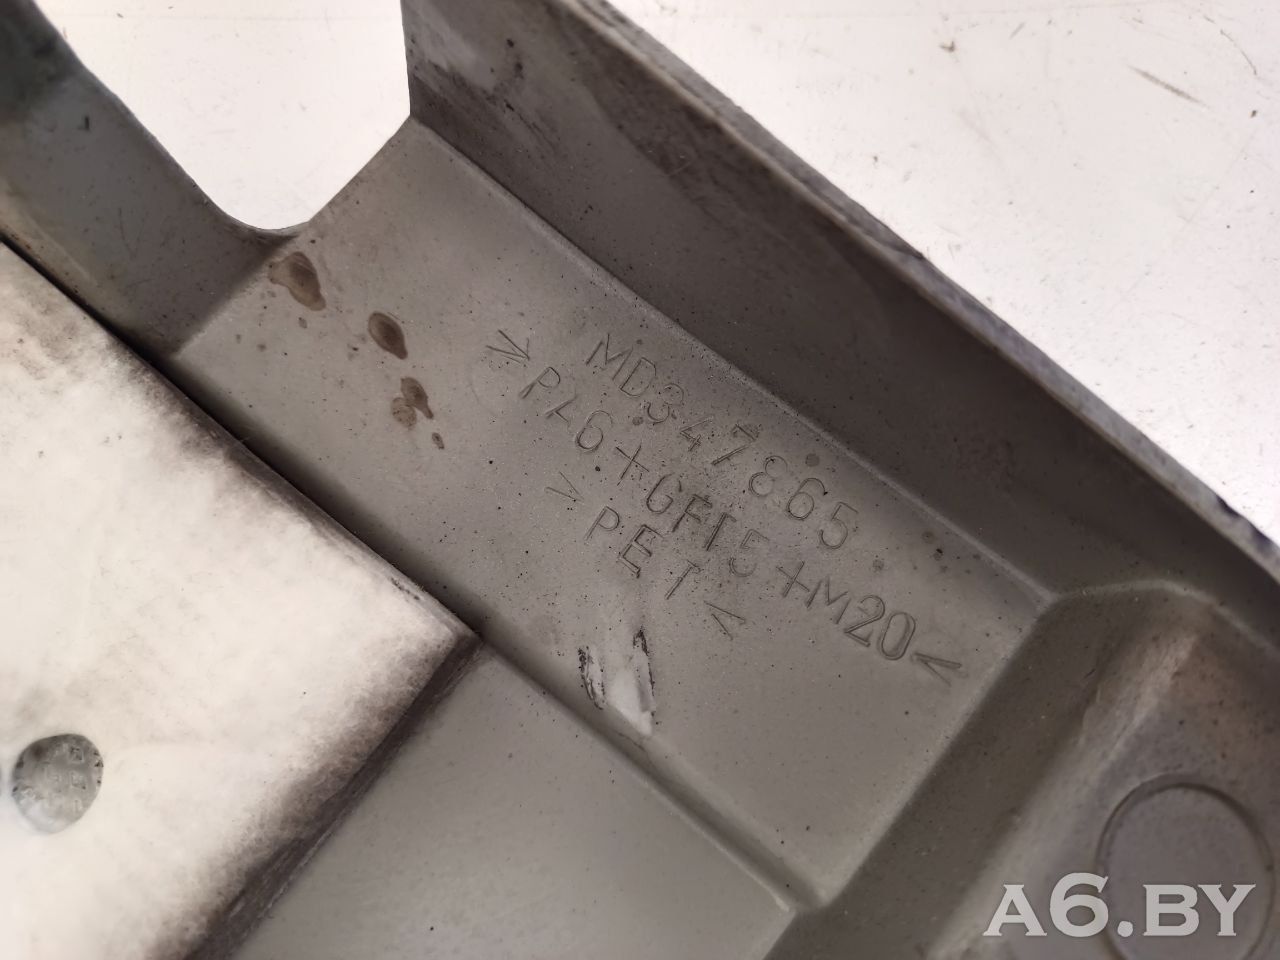 MD347865
>PA6+GF15+M20<
>PET<
A6.BY